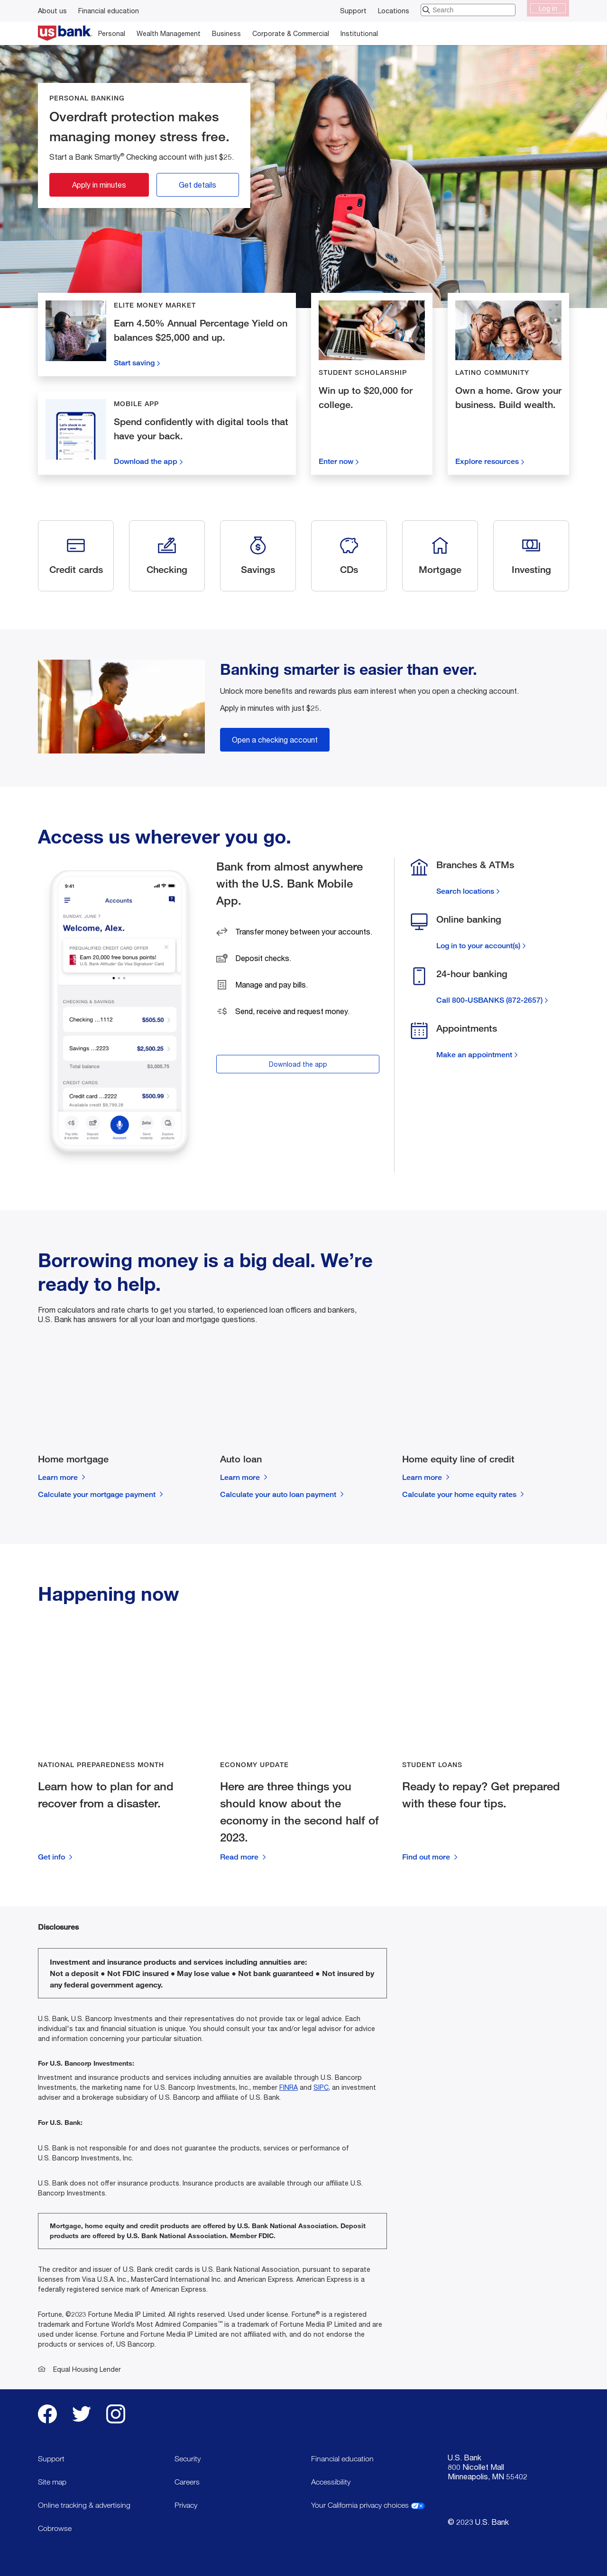 About us
Financial education
Support
Locations
Search
Log in
usbank
Personal
Wealth Management
Business
Corporate & Commercial
Institutional
PERSONAL BANKING
Overdraft protection makes
managing money stress free.
Start a Bank Smartly® Checking account with just $25.
Apply in minutes
Get details
ELITE MONEY MARKET
Earn 4.50% Annual Percentage Yield on
balances $25,000 and up.
Start saving
MOBILE APP
Spend confidently with digital tools that
have your back.
Download the app
STUDENT SCHOLARSHIP
Win up to $20,000 for
college.
Enter now
LATINO COMMUNITY
Own a home. Grow your
business. Build wealth.
Explore resources
Credit cards
Checking
Savings
CDs
Mortgage
Investing
Banking smarter is easier than ever.
Unlock more benefits and rewards plus earn interest when you open a checking account.
Apply in minutes with just $25.
Open a checking account
Access us wherever you go.
9:41
Accounts
SUNDAY, JUNE 7
Welcome, Alex.
PREQUALIFIED CREDIT CARD OFFER
Earn 20,000 free bonus points!
U.S. Bank Altitude® Go Visa Signature® Card
CHECKING & SAVINGS
Checking ...1112
$505.50
Savings ...2223
$2,500.25
Total balance
$3,005.75
CREDIT CARDS
Credit card ...2222
$500.99
Available credit $9,759.28
Bank from almost anywhere
with the U.S. Bank Mobile
App.
Transfer money between your accounts.
Deposit checks.
Manage and pay bills.
Send, receive and request money.
Download the app
Branches & ATMs
Search locations
Online banking
Log in to your account(s)
24-hour banking
Call 800-USBANKS (872-2657)
Appointments
Make an appointment
Borrowing money is a big deal. We’re
ready to help.
From calculators and rate charts to get you started, to experienced loan officers and bankers,
U.S. Bank has answers for all your loan and mortgage questions.
Home mortgage
Learn more
Calculate your mortgage payment
Auto loan
Learn more
Calculate your auto loan payment
Home equity line of credit
Learn more
Calculate your home equity rates
Happening now
NATIONAL PREPAREDNESS MONTH
Learn how to plan for and
recover from a disaster.
Get info
ECONOMY UPDATE
Here are three things you
should know about the
economy in the second half of
2023.
Read more
STUDENT LOANS
Ready to repay? Get prepared
with these four tips.
Find out more
Disclosures
Investment and insurance products and services including annuities are:
Not a deposit ● Not FDIC insured ● May lose value ● Not bank guaranteed ● Not insured by
any federal government agency.
U.S. Bank, U.S. Bancorp Investments and their representatives do not provide tax or legal advice. Each
individual's tax and financial situation is unique. You should consult your tax and/or legal advisor for advice
and information concerning your particular situation.
For U.S. Bancorp Investments:
Investment and insurance products and services including annuities are available through U.S. Bancorp
Investments, the marketing name for U.S. Bancorp Investments, Inc., member FINRA and SIPC, an investment
adviser and a brokerage subsidiary of U.S. Bancorp and affiliate of U.S. Bank.
For U.S. Bank:
U.S. Bank is not responsible for and does not guarantee the products, services or performance of
U.S. Bancorp Investments, Inc.
U.S. Bank does not offer insurance products. Insurance products are available through our affiliate U.S.
Bancorp Investments.
Mortgage, home equity and credit products are offered by U.S. Bank National Association. Deposit
products are offered by U.S. Bank National Association. Member FDIC.
The creditor and issuer of U.S. Bank credit cards is U.S. Bank National Association, pursuant to separate
licenses from Visa U.S.A. Inc., MasterCard International Inc. and American Express. American Express is a
federally registered service mark of American Express.
Fortune, ©2023 Fortune Media IP Limited. All rights reserved. Used under license. Fortune® is a registered
trademark and Fortune World’s Most Admired Companies™ is a trademark of Fortune Media IP Limited and are
used under license. Fortune and Fortune Media IP Limited are not affiliated with, and do not endorse the
products or services of, US Bancorp.
Equal Housing Lender
Support
Security
Financial education
U.S. Bank
800 Nicollet Mall
Minneapolis, MN 55402
Site map
Careers
Accessibility
Online tracking & advertising
Privacy
Your California privacy choices
Cobrowse
© 2023 U.S. Bank